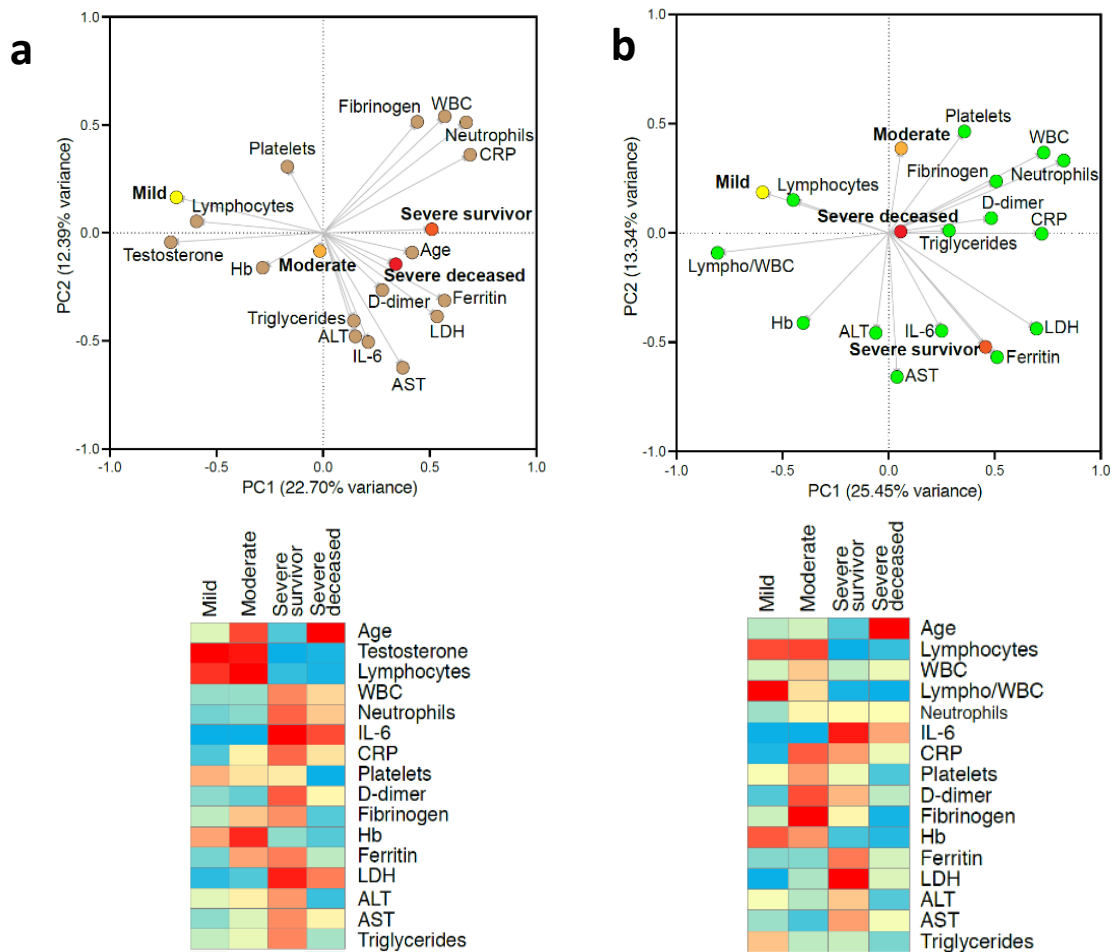 a
1.0
0.5
0.0
-0.5
-1.0
-1.0
-0.5
0.0
0.5
1.0
PC2 (12.39% variance)
PC1 (22.70% variance)
Fibrinogen
WBC
Neutrophils
CRP
Platelets
Mild
Lymphocytes
Testosterone
Hb
Moderate
Severe survivor
Age
Severe deceased
D-dimer
Ferritin
LDH
Triglycerides
ALT
IL-6
AST
b
1.0
0.5
0.0
-0.5
-1.0
-1.0
-0.5
0.0
0.5
1.0
PC2 (13.34% variance)
PC1 (25.45% variance)
Platelets
Moderate
WBC
Neutrophils
Fibrinogen
Mild
Lymphocytes
D-dimer
CRP
Severe deceased
Triglycerides
Lympho/WBC
Hb
ALT
IL-6
LDH
Severe survivor
Ferritin
AST
Mild
Moderate
Severe
survivor
Severe
deceased
Age
Testosterone
Lymphocytes
WBC
Neutrophils
IL-6
CRP
Platelets
D-dimer
Fibrinogen
Hb
Ferritin
LDH
ALT
AST
Triglycerides
Mild
Moderate
Severe
survivor
Severe
deceased
Age
Lymphocytes
WBC
Lympho/WBC
Neutrophils
IL-6
CRP
Platelets
D-dimer
Fibrinogen
Hb
Ferritin
LDH
ALT
AST
Triglycerides